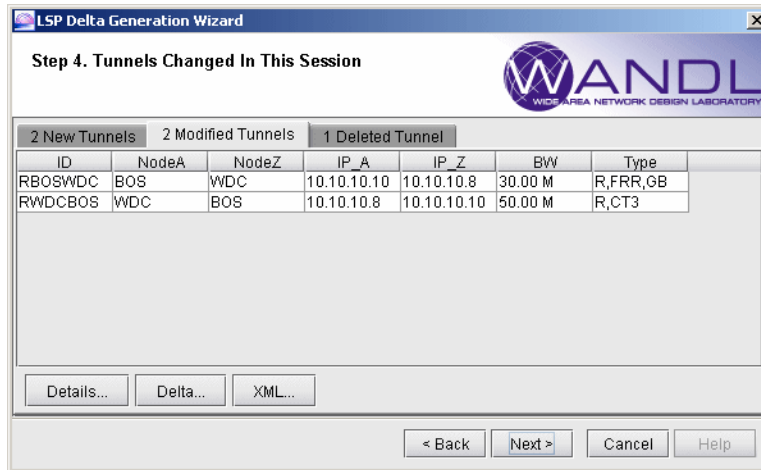 LSP Delta Generation Wizard
Step 4. Tunnels Changed In This Session
WANDL
WIDE AREA NETWORK DESIGN LABORATORY
2 New Tunnels 2 Modified Tunnels 1 Deleted Tunnel
ID NodeA NodeZ IP_A IP_Z BW Type
RBOSWDC BOS WDC 10.10.10.10 10.10.10.8 30.00 M R,FRR,GB
RWDCBOS WDC BOS 10.10.10.8 10.10.10.10 50.00 M R,CT3
Details... Delta... XML...
< Back Next > Cancel Help